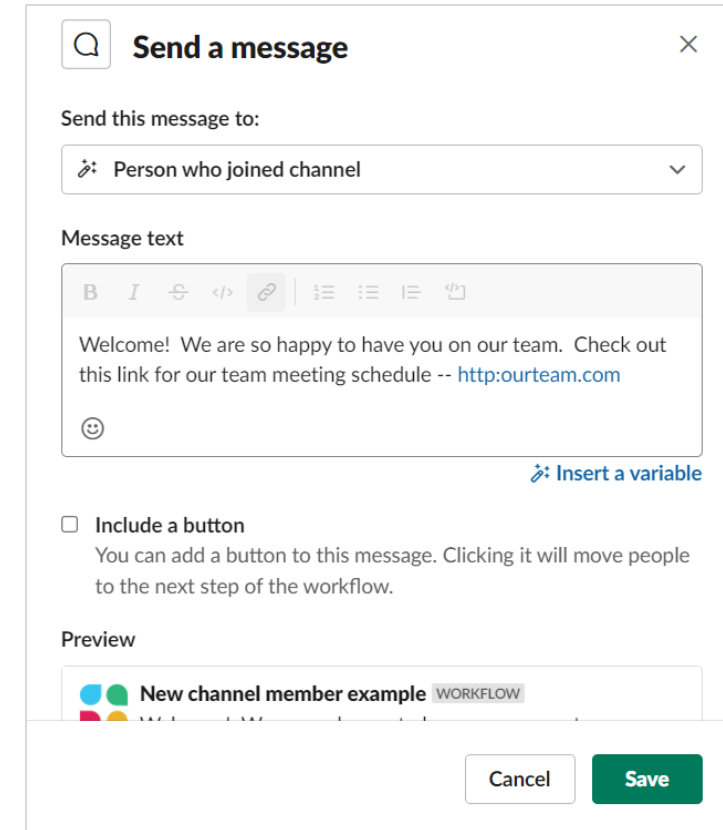 Send a message
Send this message to:
Person who joined channel
Message text
B I S </>
Welcome!  We are so happy to have you on our team.  Check out
this link for our team meeting schedule -- http:ourteam.com
Insert a variable
Include a button
You can add a button to this message. Clicking it will move people
to the next step of the workflow.
Preview
New channel member example WORKFLOW
Cancel Save